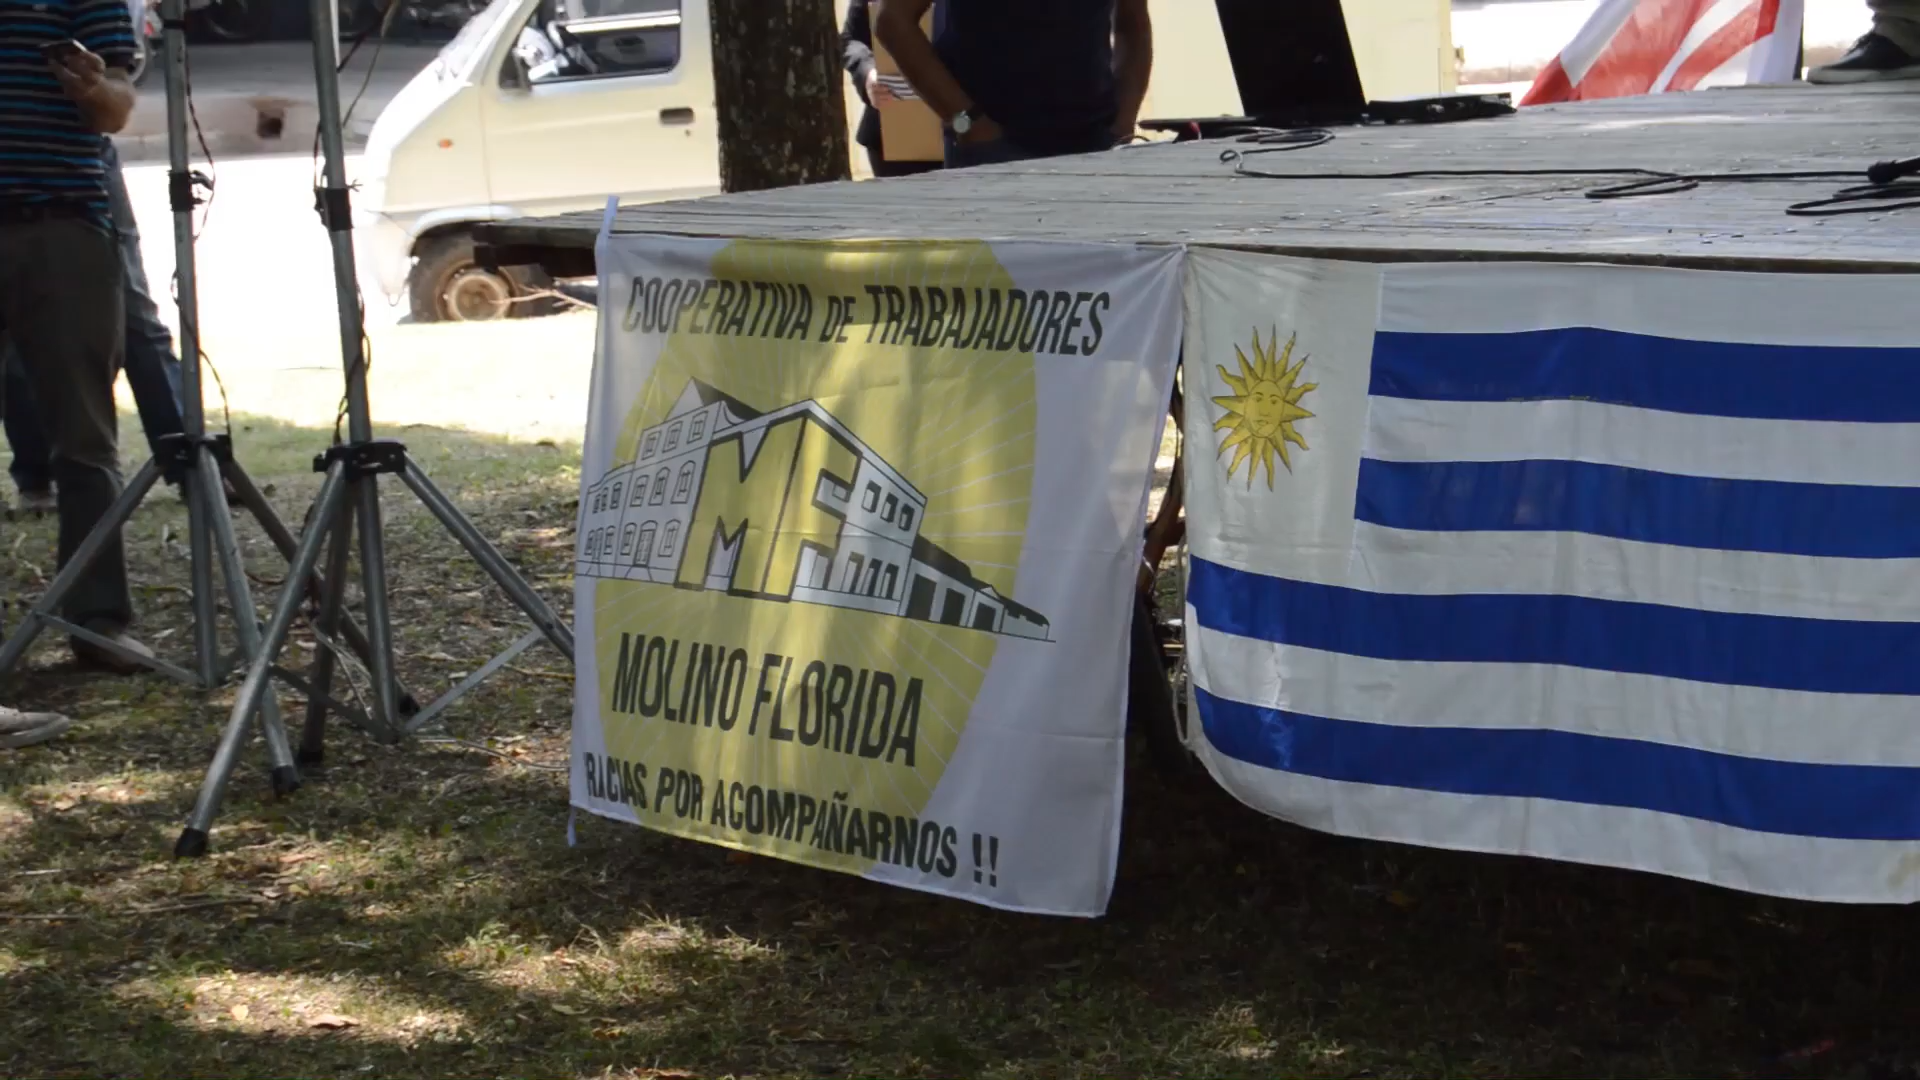 COOPERATIVA DE TRABAJADORES
MF
MOLINO FLORIDA
RACIAS POR ACOMPAÑARNOS !!